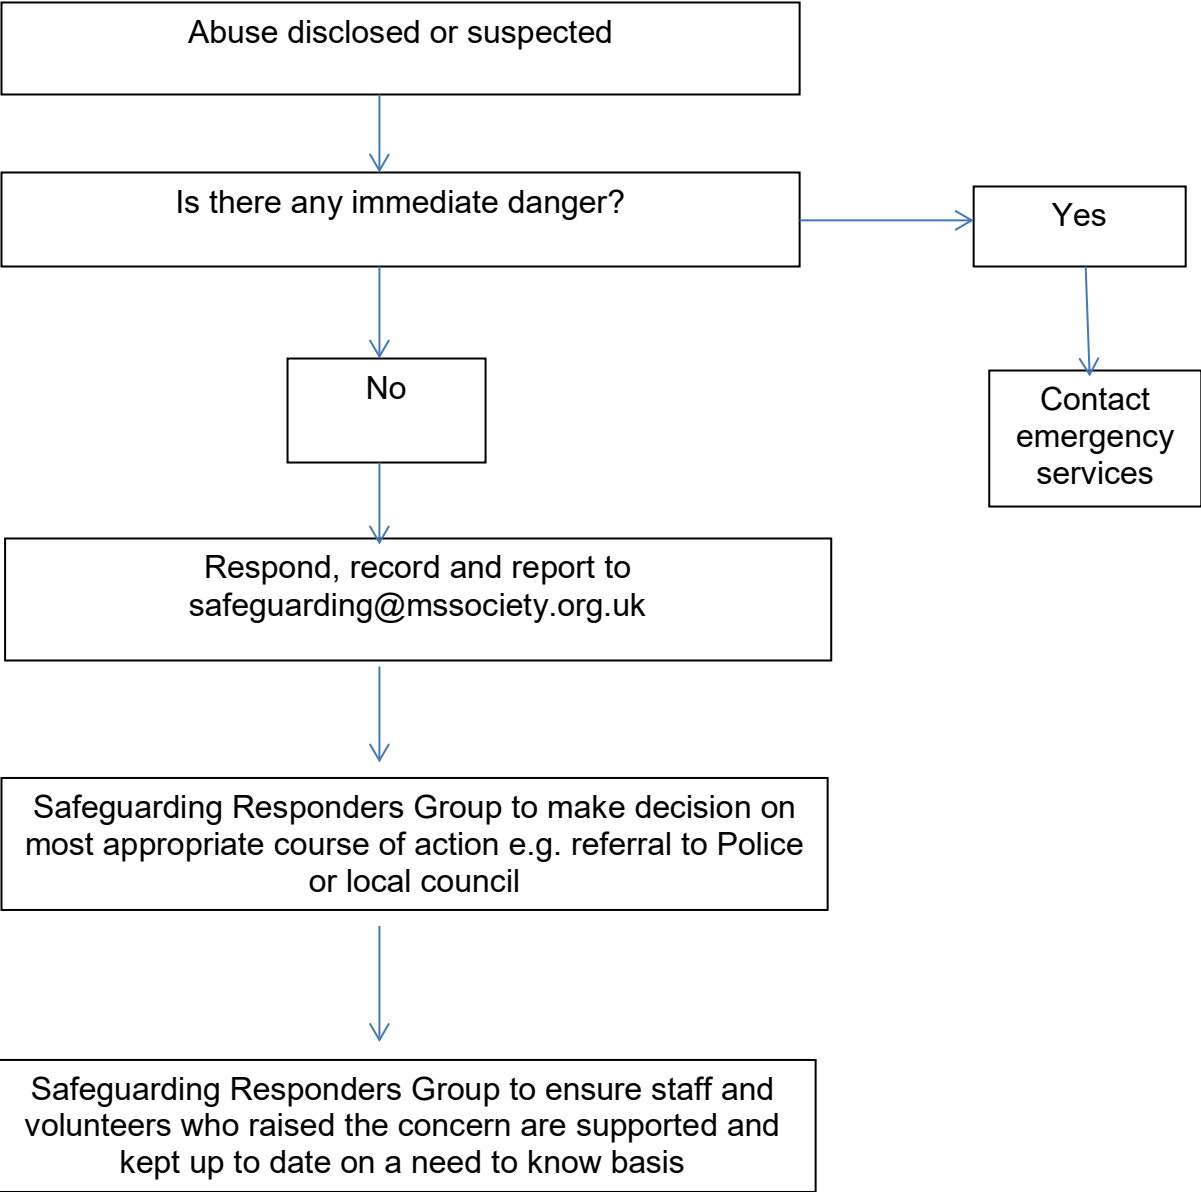 Abuse disclosed or suspected
Is there any immediate danger?
Yes
No
Contact
emergency
services
Respond, record and report to
safeguarding@mssociety.org.uk
Safeguarding Responders Group to make decision on
most appropriate course of action e.g. referral to Police
or local council
Safeguarding Responders Group to ensure staff and
volunteers who raised the concern are supported and
kept up to date on a need to know basis